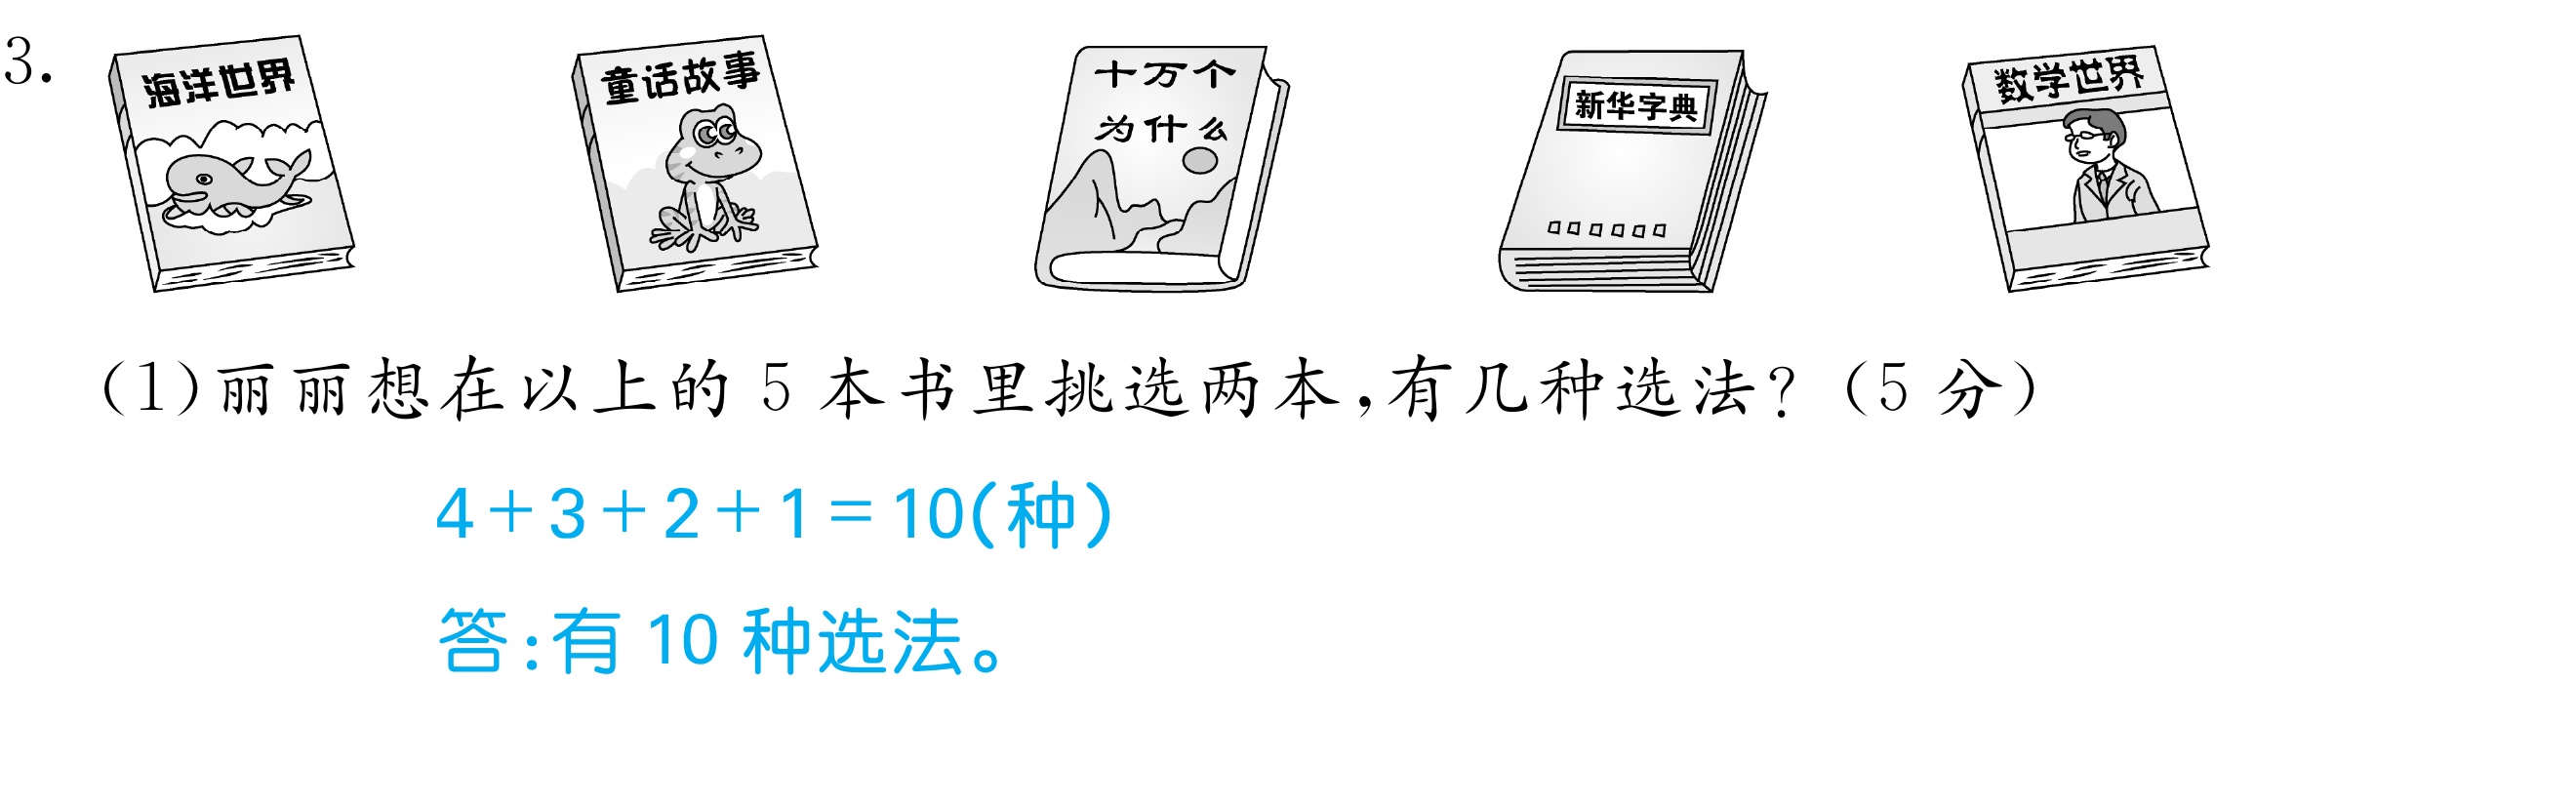 3.
海洋世界
童话故事
十万个
为什么
新华字典
数学世界
(1)丽丽想在以上的 5 本书里挑选两本,有几种选法?(5 分)
4+3+2+1=10(种)
答:有 10 种选法。